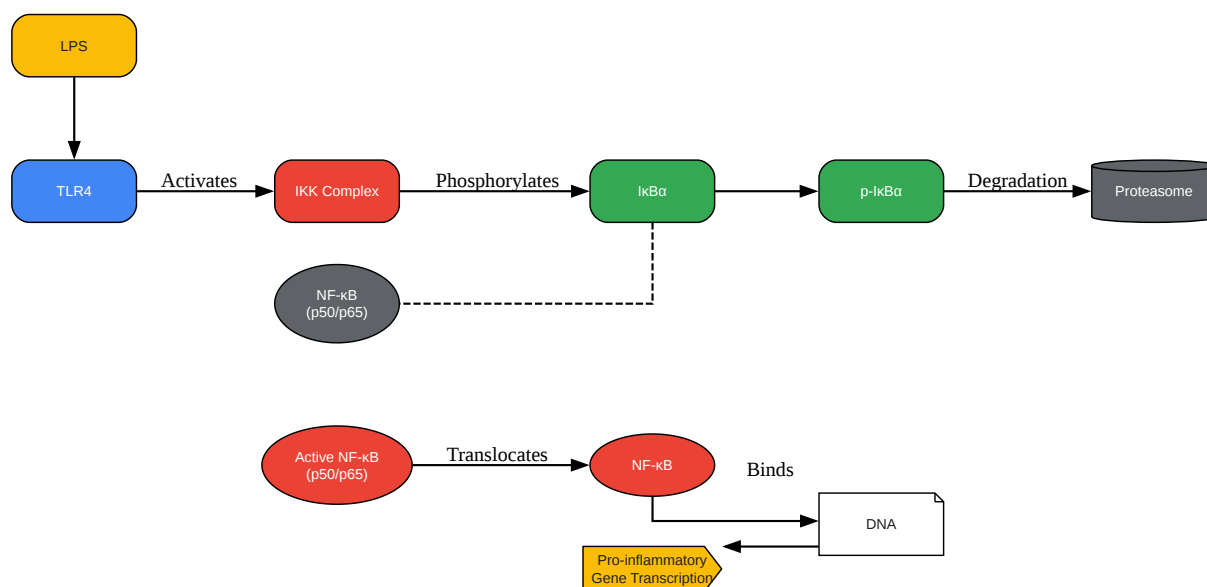 LPS
TLR4
Activates
IKK Complex
Phosphorylates
IκBα
p-IκBα
Degradation
Proteasome
NF-κB
(p50/p65)
Active NF-κB
(p50/p65)
Translocates
NF-κB
Binds
DNA
Pro-inflammatory
Gene Transcription